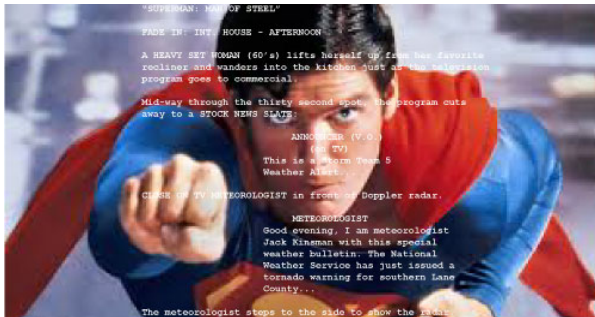 "SUPERMAN: MAN OF STEEL"
FADE IN: INT. HOUSE - AFTERNOON
A HEAVY SET WOMAN (60's) lifts herself up from her favorite
recliner and wanders into the kitchen just as the television
program goes to commercial.
Mid-way through the thirty second spot, the program cuts
away to a STOCK NEWS SLATE:
ANNOUNCER (V.O.)
(on TV)
This is a Storm Team 5
Weather Alert...
CLOSE ON TV METEOROLOGIST in front of Doppler radar.
METEOROLOGIST
Good evening, I am meteorologist
Jack Kinsman with this special
weather bulletin. The National
Weather Service has just issued a
tornado warning for southern Lane
County...
The meteorologist steps to the side to show the radar